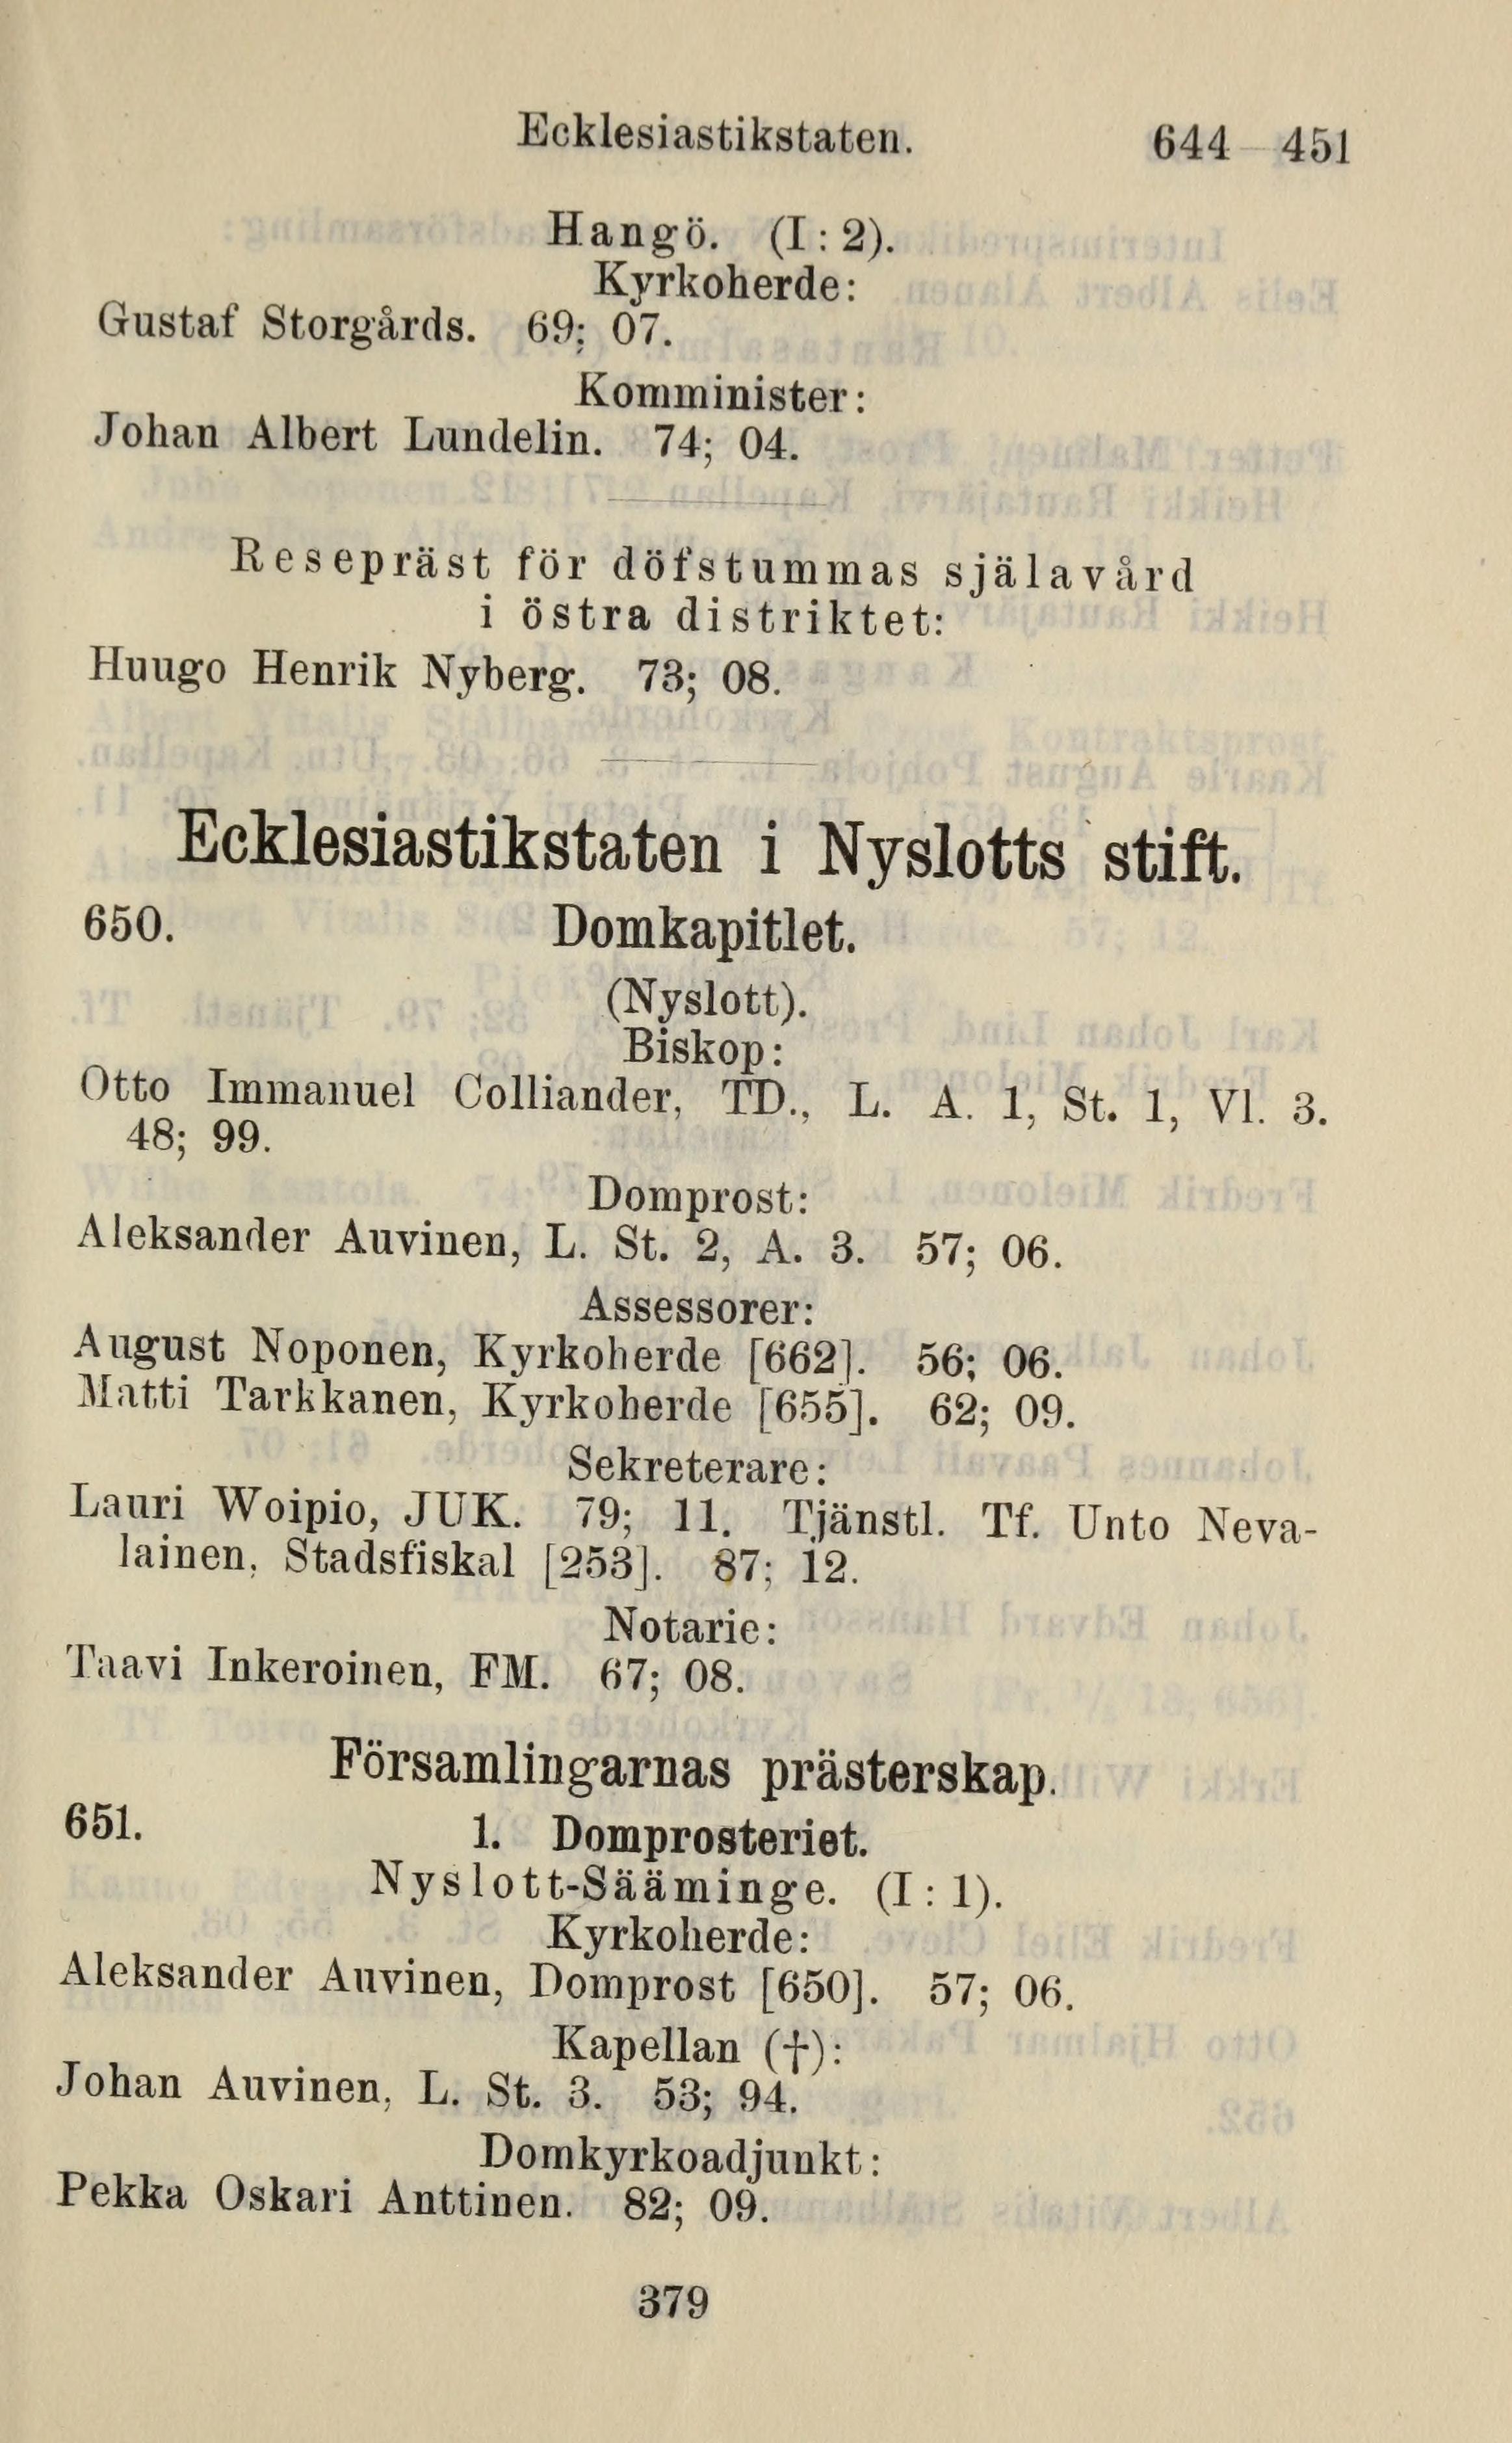 Ecklesiastikstaten. 644—451
Hangö. (I: 2).
Kyrkoherde:
Gustaf Storgårds. 69; 07.
Komminister:
Johan Albert Lundelin. 74; 04.
Resepräst för döfstummas själavård
i östra distriktet:
Huugo Henrik Nyberg. 73; 08.
Ecklesiastikstaten i Nyslotts stift.
650. Domkapitlet.
(Nyslott).
Biskop:
Otto Immanuel Colliander, TD., L. A. 1, St. 1, Vl. 3.
48; 99.
Domprost:
Aleksander Auvinen, L. St. 2, A. 3. 57; 06.
Assessorer:
August Noponen, Kyrkoherde [662]. 56; 06.
Matti Tarkkanen, Kyrkoherde [655]. 62; 09.
Sekreterare:
Lauri Woipio, JUK. 79; 11. Tjänstl. Tf. Unto Neva-
lainen, Stadsfiskal [253]. 87; 12.
Notarie:
Taavi Inkeroinen, FM. 67; 08.
Församlingarnas prästerskap.
651. 1. Domprosteriet.
Nyslott-Sääminge. (I: 1).
Kyrkoherde:
Aleksander Auvinen, Domprost [650]. 57; 06.
Kapellan (†):
Johan Auvinen, L. St. 3. 53; 94.
Domkyrkoadjunkt:
Pekka Oskari Anttinen. 82; 09.
379